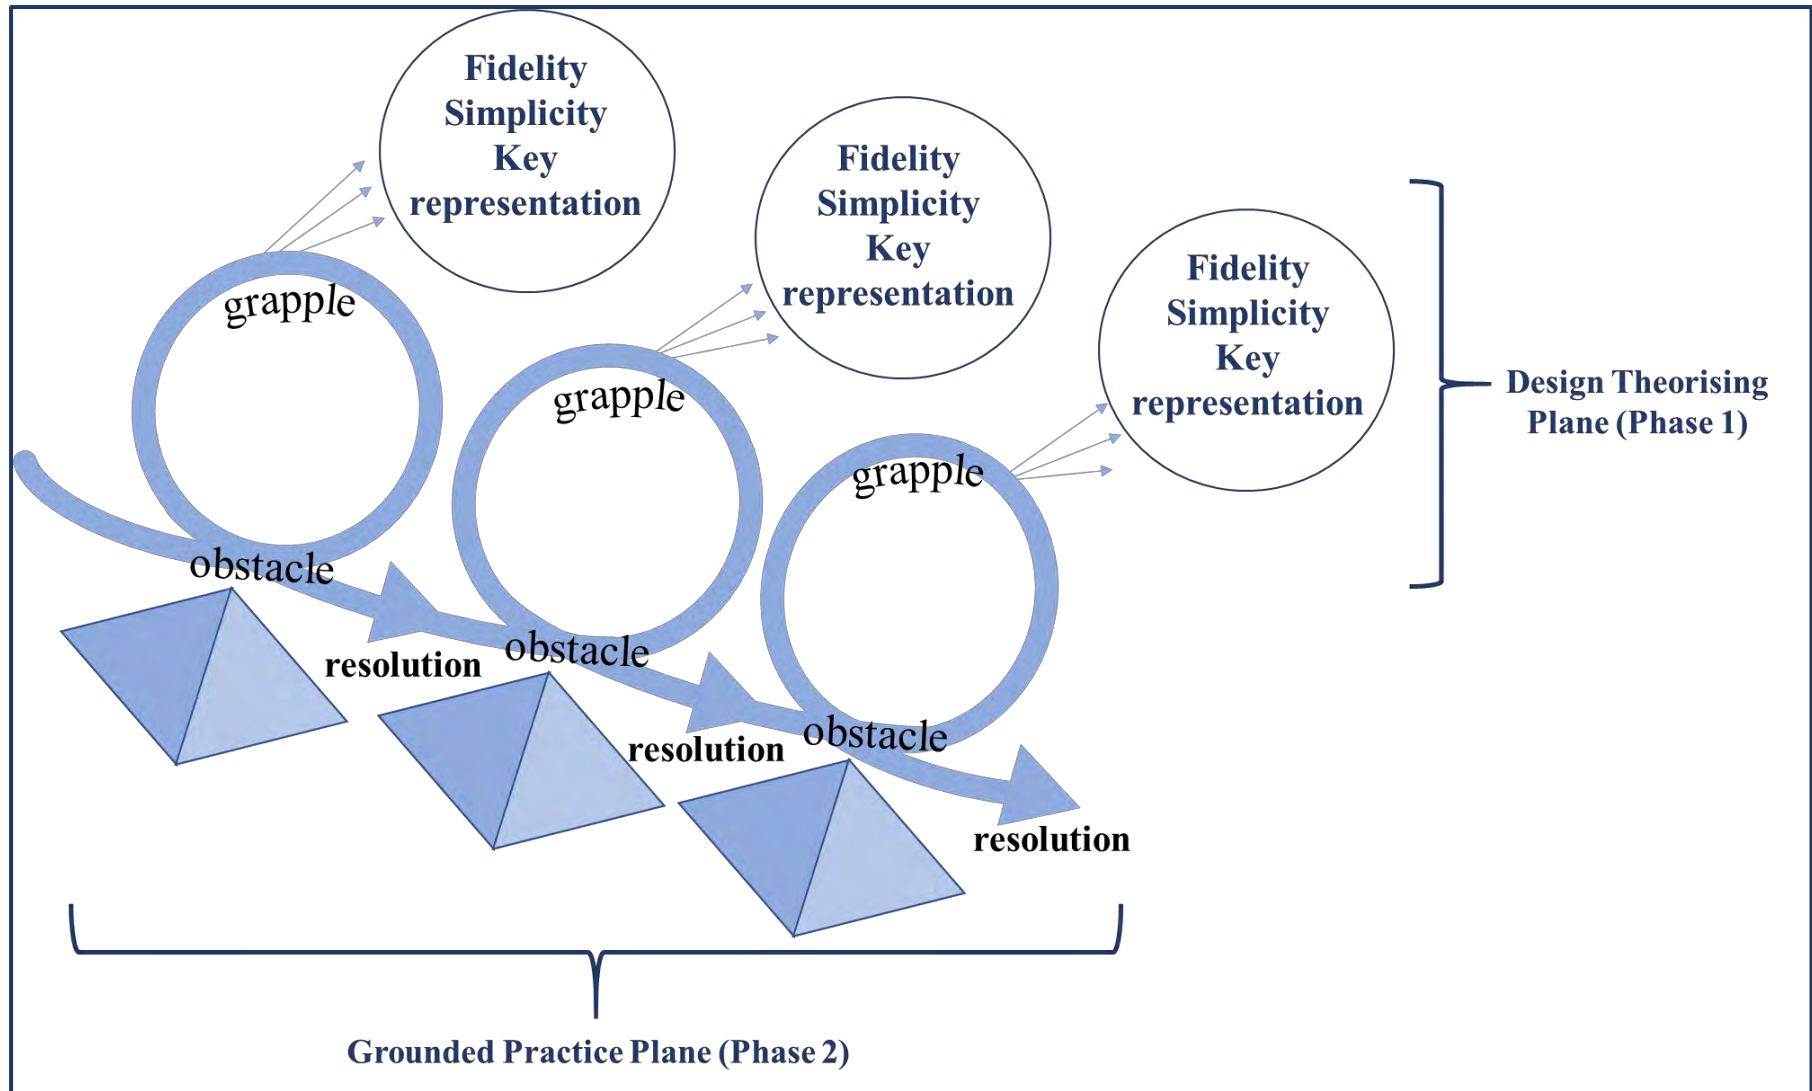 Fidelity
Simplicity
Key
representation
Fidelity
Simplicity
Key
representation
Fidelity
Simplicity
Key
representation
grapple
grapple
grapple
Design Theorising
Plane (Phase 1)
obstacle
resolution
obstacle
resolution
obstacle
resolution
Grounded Practice Plane (Phase 2)